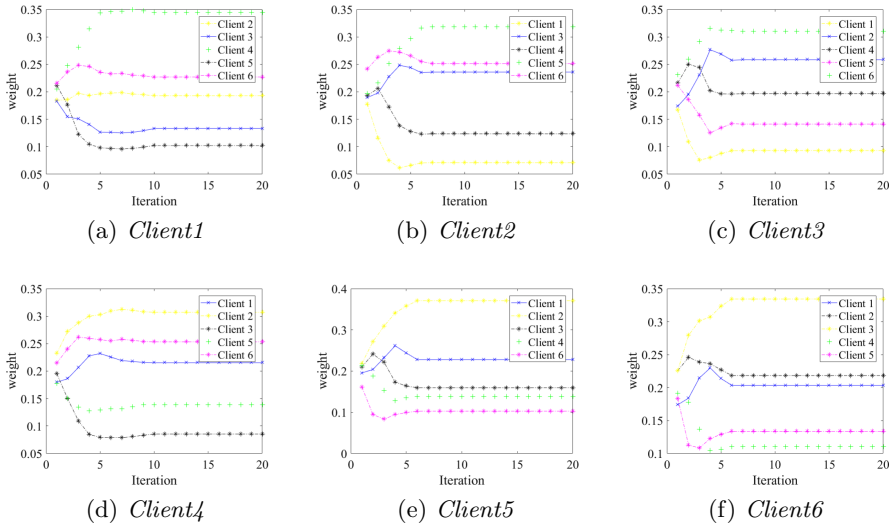 0.35
0.3
0.25
0.2
0.15
0.1
0.05
weight
0 5 10 15 20
Iteration
Client 2
Client 3
Client 4
Client 5
Client 6
(a) Client1
0.35
0.3
0.25
0.2
0.15
0.1
0.05
weight
0 5 10 15 20
Iteration
Client 1
Client 3
Client 4
Client 5
Client 6
(b) Client2
0.35
0.3
0.25
0.2
0.15
0.1
0.05
weight
0 5 10 15 20
Iteration
Client 1
Client 2
Client 4
Client 5
Client 6
(c) Client3
0.35
0.3
0.25
0.2
0.15
0.1
0.05
weight
0 5 10 15 20
Iteration
Client 1
Client 2
Client 3
Client 5
Client 6
(d) Client4
0.4
0.3
0.2
0.1
0
weight
0 5 10 15 20
Iteration
Client 1
Client 2
Client 3
Client 4
Client 6
(e) Client5
0.35
0.3
0.25
0.2
0.15
0.1
weight
0 5 10 15 20
Iteration
Client 1
Client 2
Client 3
Client 4
Client 5
(f) Client6